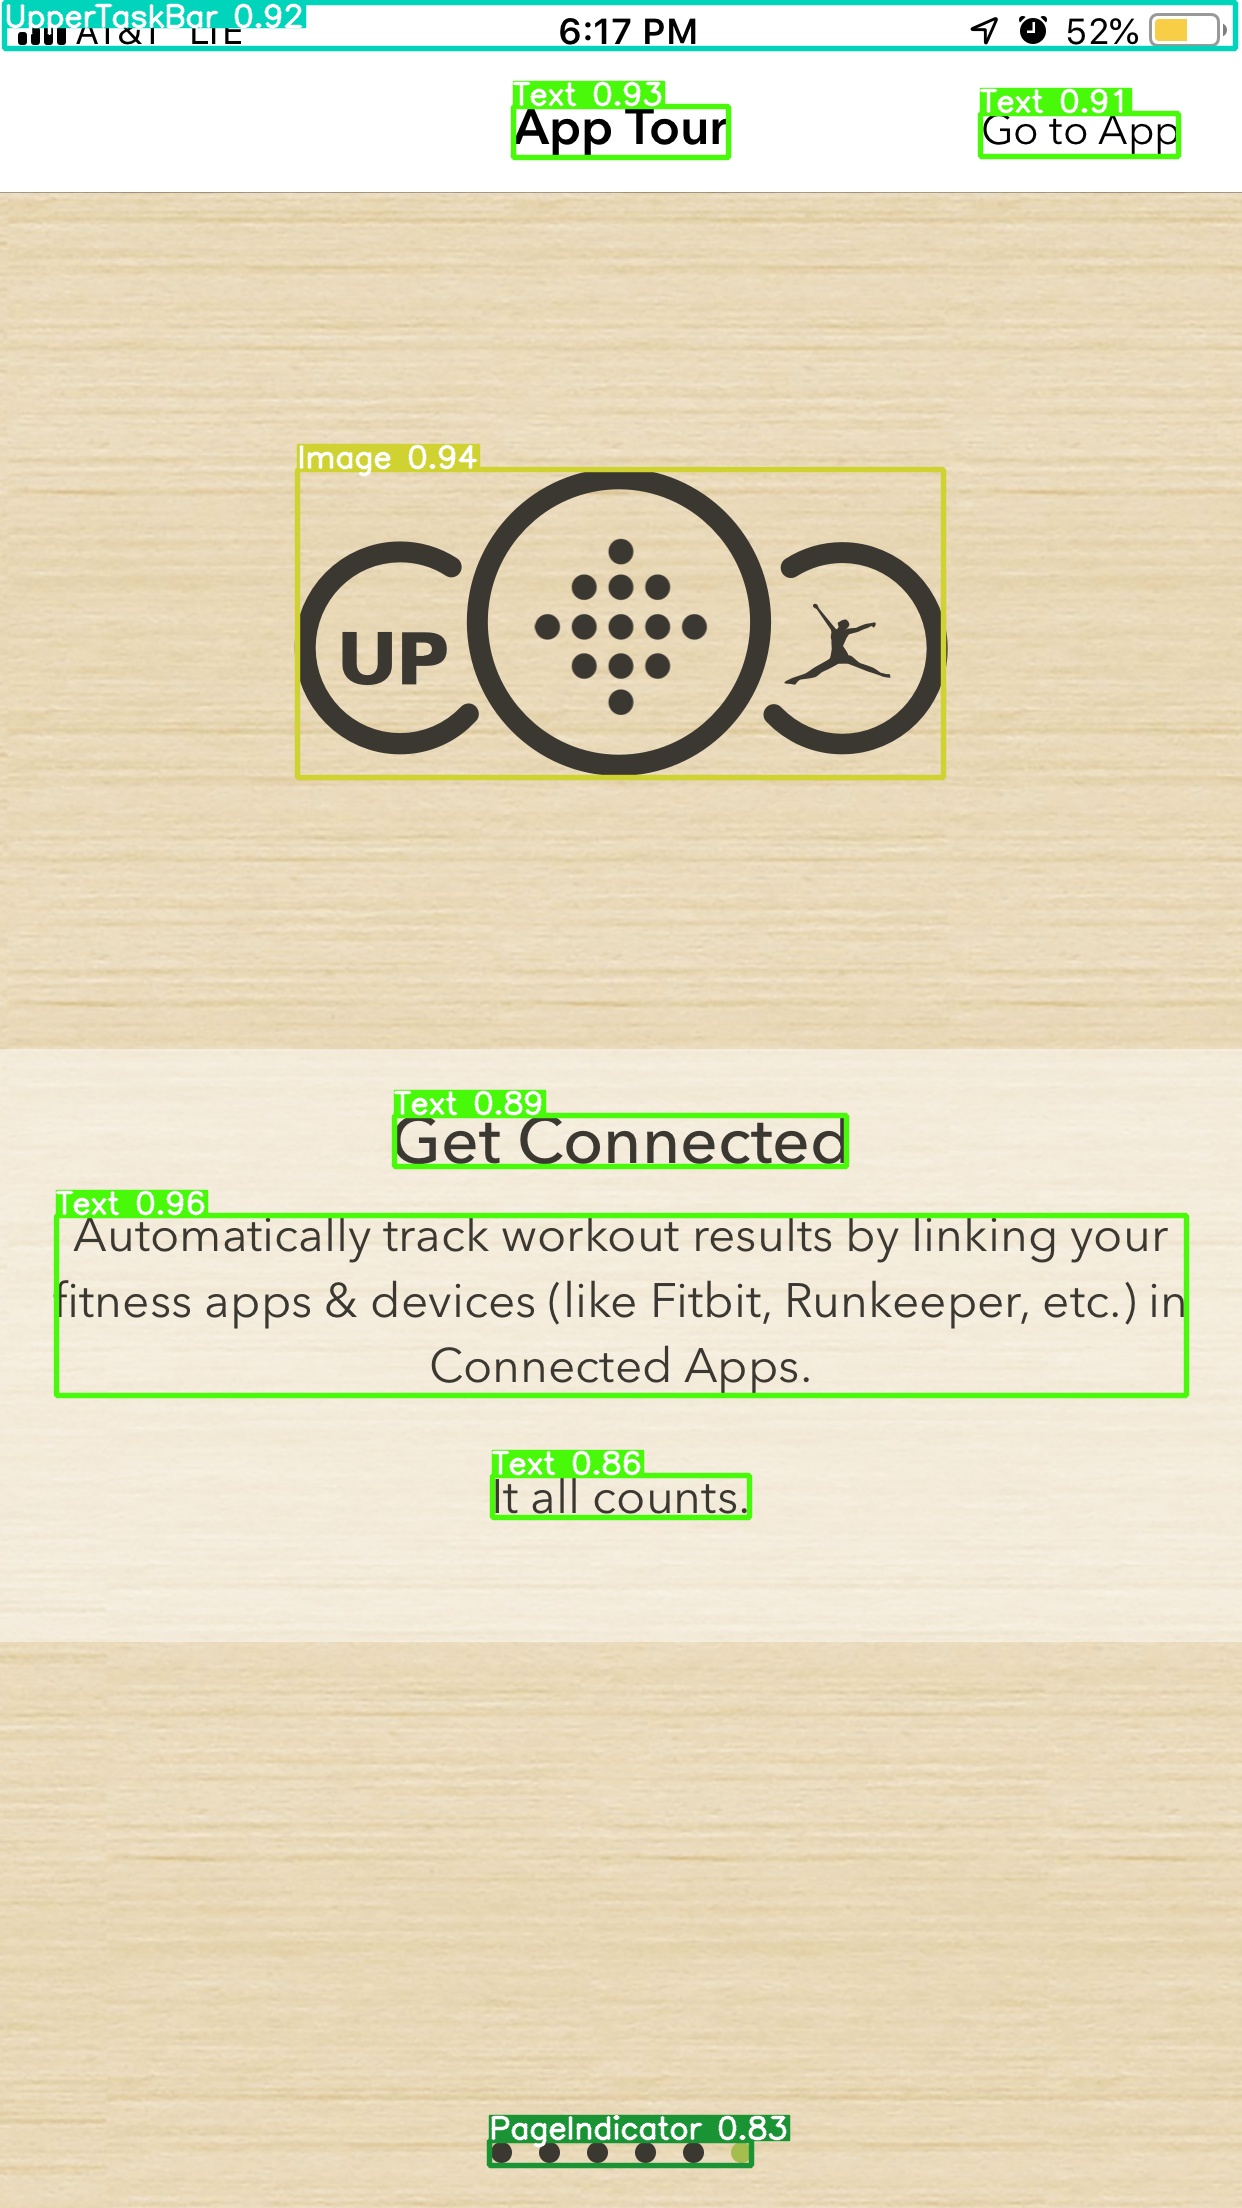 UpperTaskBar 0.92
AT&T LTE 6:17 PM 52%
Text 0.93
App Tour
Text 0.91
Go to App
Image 0.94
UP
Text 0.89
Get Connected
Text 0.96
Automatically track workout results by linking your
fitness apps & devices (like Fitbit, Runkeeper, etc.) in
Connected Apps.
Text 0.86
It all counts.
PageIndicator 0.83